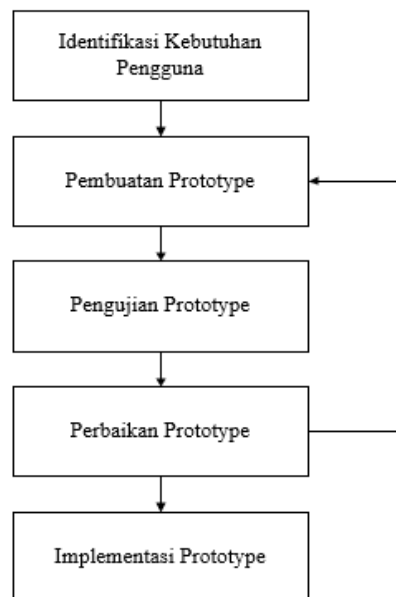 Identifikasi Kebutuhan
Pengguna
Pembuatan Prototype
Pengujian Prototype
Perbaikan Prototype
Implementasi Prototype